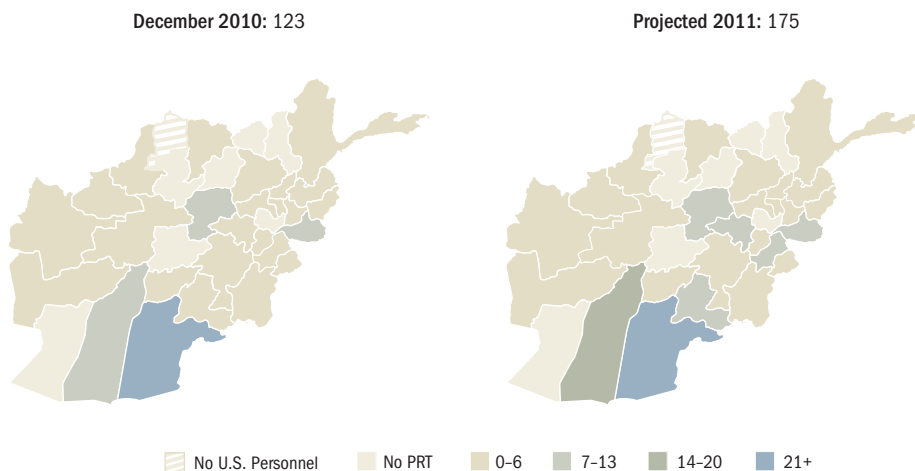 December 2010: 123
Projected 2011: 175
No U.S. Personnel
No PRT
0–6
7–13
14–20
21+